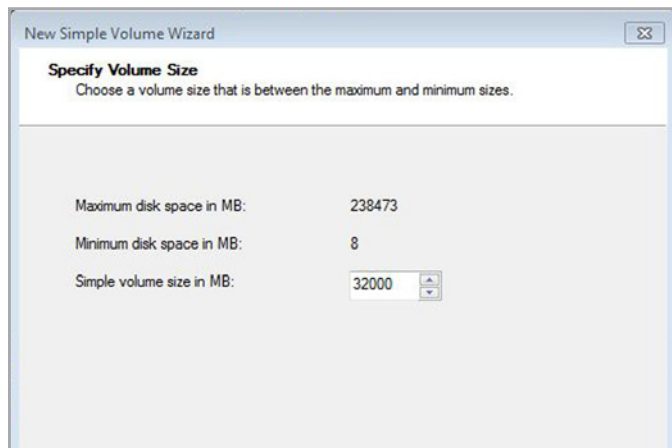 New Simple Volume Wizard
Specify Volume Size
Choose a volume size that is between the maximum and minimum sizes.
Maximum disk space in MB: 238473
Minimum disk space in MB: 8
Simple volume size in MB: 32000